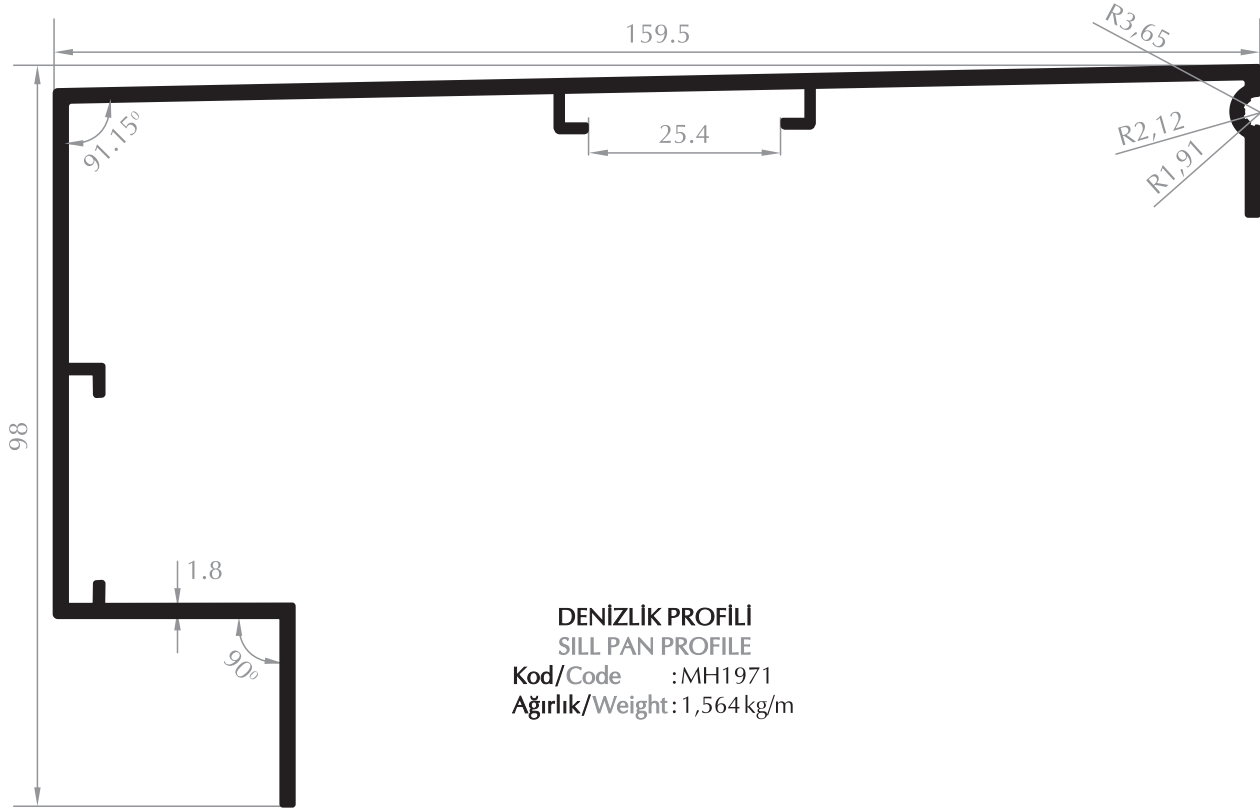 159.5
R3,65
91.15⁰
25.4
R2,12
R1,91
98
1.8
90⁰
DENİZLİK PROFİLİ
SILL PAN PROFILE
Kod/Code : MH1971
Ağırlık/Weight : 1,564 kg/m